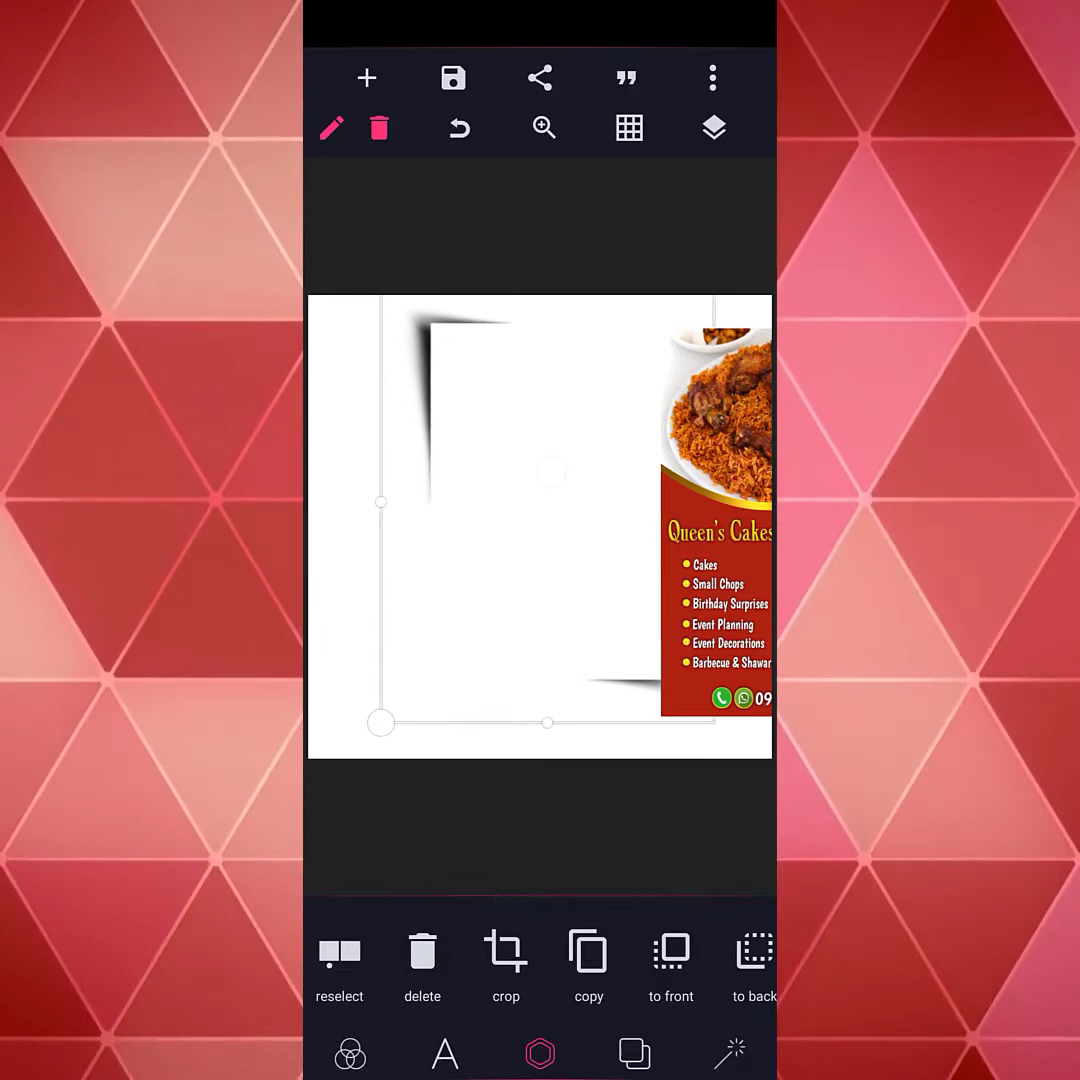 Queen's Cakes
Cakes
Small Chops
Birthday Surprises
Event Planning
Event Decorations
Barbecue & Shawar
09
reselect
delete
crop
copy
to front
to back